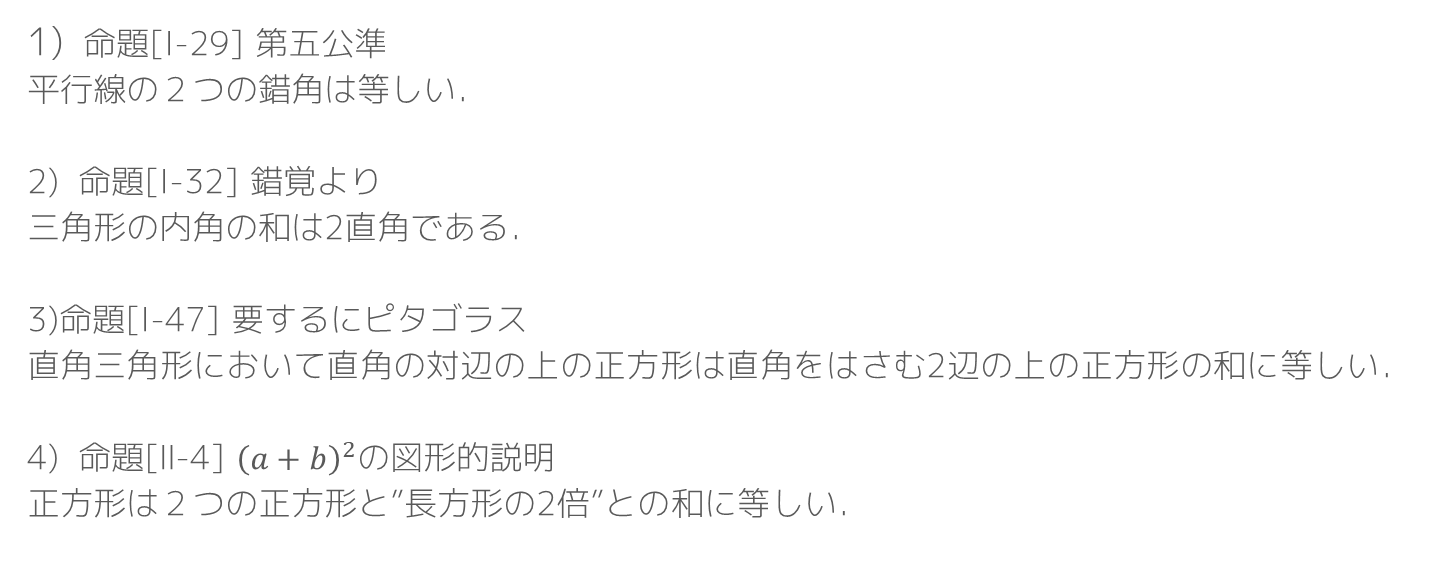 1）命題[I-29] 第五公準
平行線の２つの錯角は等しい.
2）命題[I-32] 錯覚より
三角形の内角の和は2直角である.
3)命題[I-47] 要するにピタゴラス
直角三角形において直角の対辺の上の正方形は直角をはさむ2辺の上の正方形の和に等しい.
4）命題[II-4] (a + b)²の図形的説明
正方形は２つの正方形と”長方形の2倍”との和に等しい.